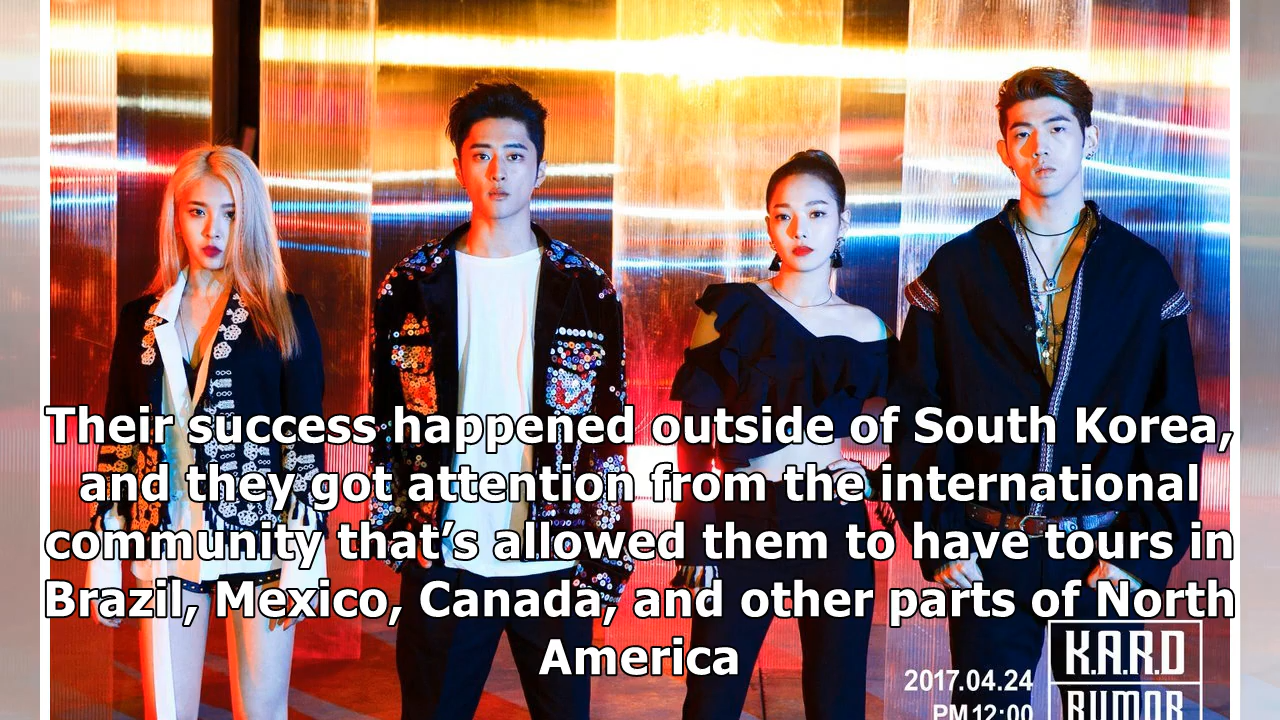 Their success happened outside of South Korea,
and they got attention from the international
community that’s allowed them to have tours in
Brazil, Mexico, Canada, and other parts of North
America
2017.04.24
PM 12:00
K.A.R.D
RUMOR